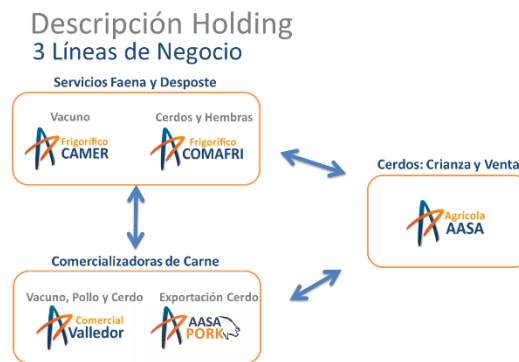 Descripción Holding
3 Líneas de Negocio
Servicios Faena y Desposte
Vacuno
Cerdos y Hembras
Frigorífico
CAMER
Frigorífico
COMAFRI
Cerdos: Crianza y Venta
Agrícola
AASA
Comercializadoras de Carne
Vacuno, Pollo y Cerdo
Exportación Cerdo
Comercial
Valledor
AASA
PORK